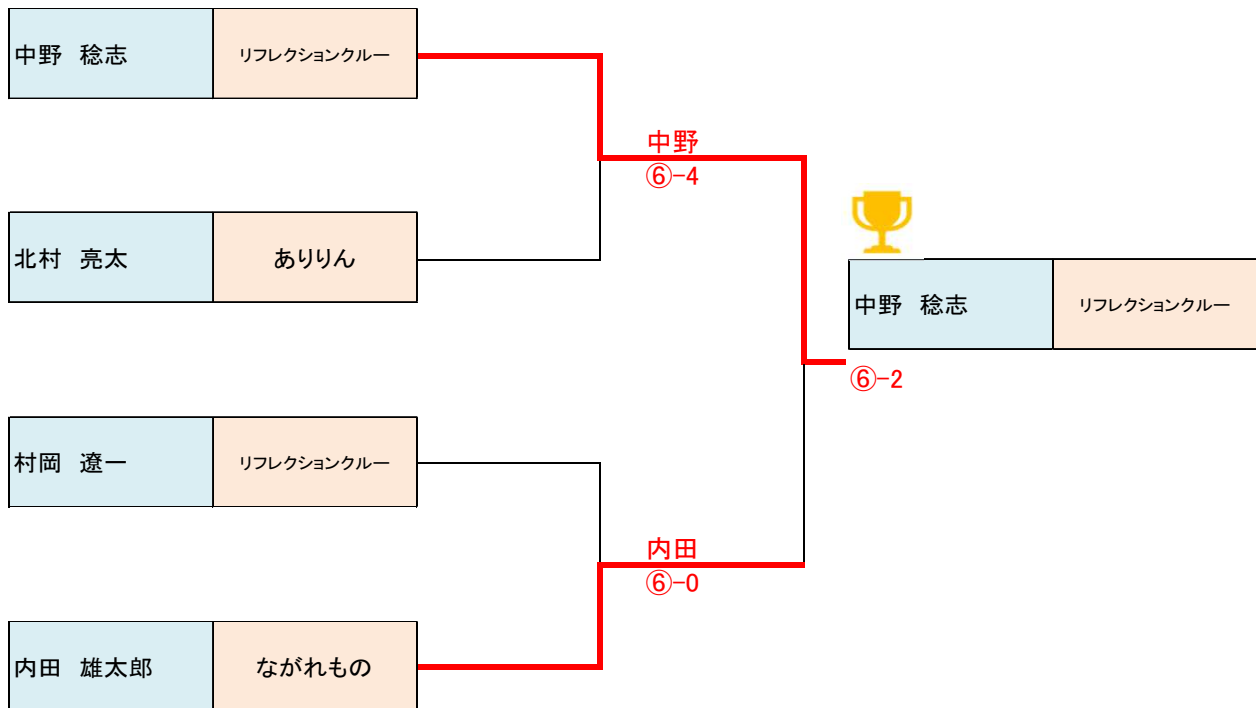 中野　稔志　リフレクションクルー
中野
⑥-4
北村　亮太　ありりん
中野　稔志　リフレクションクルー
⑥-2
村岡　遼一　リフレクションクルー
内田
⑥-0
内田　雄太郎　ながれもの